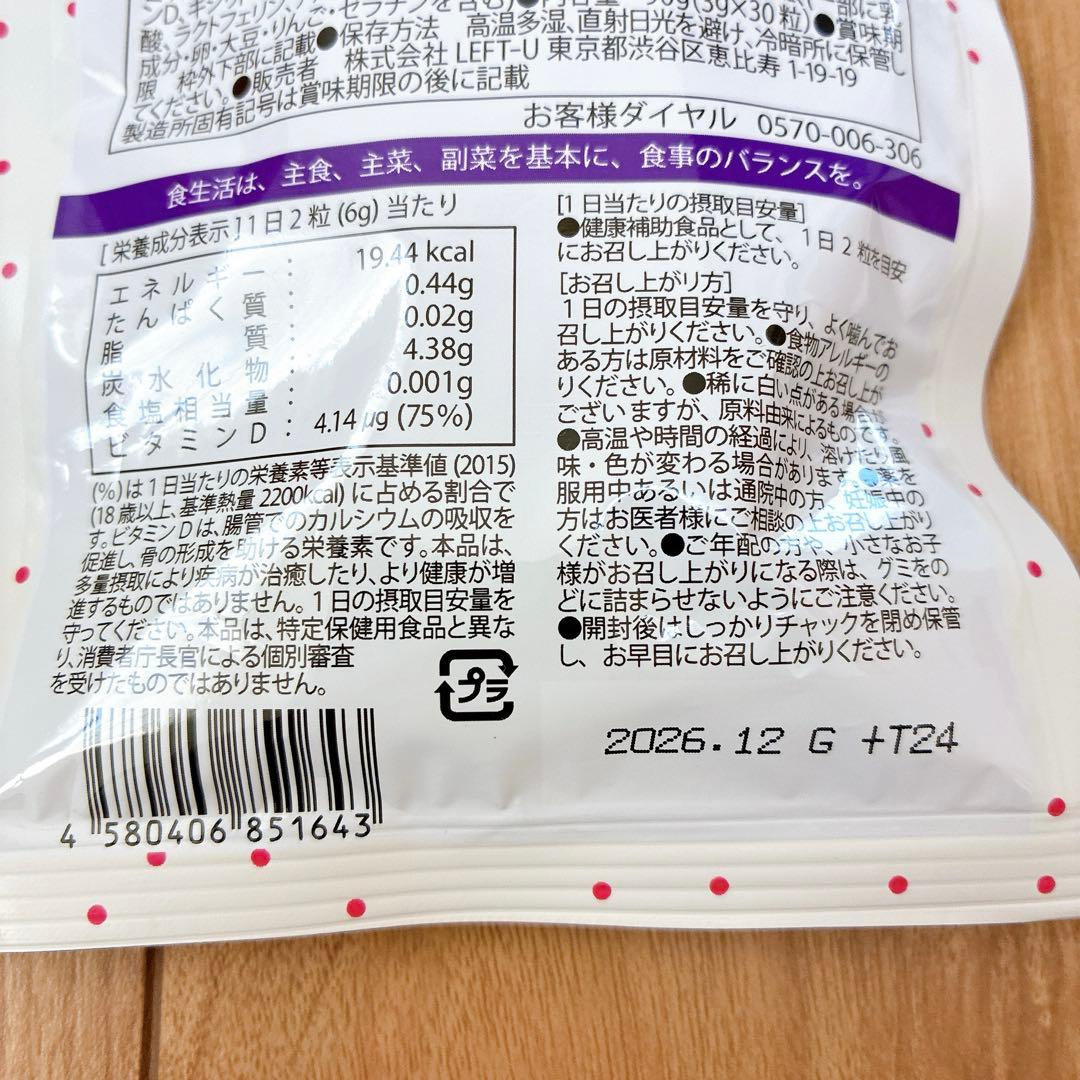 ラクトフェリン
酸、
成分・卵・大豆・りんご・ゼラチンを含む)
(3g×30粒)
●賞味期
限 枠外下部に記載●保存方法 高温多湿、直射日光を避け、冷暗所に保管し
てください。●販売者 株式会社 LEFT-U 東京都渋谷区恵比寿 1-19-19
製造所固有記号は賞味期限の後に記載
お客様ダイヤル 0570-006-306
食生活は、主食、主菜、副菜を基本に、食事のバランスを。
[栄養成分表示]1日2粒(6g)当たり
エネルギー : 19.44 kcal
たんぱく質 : 0.44g
脂質 : 0.02g
炭水化物 : 4.38g
食塩相当量 : 0.001g
ビタミンD : 4.14 μg (75%)
(%)は1日当たりの栄養素等表示基準値(2015)
(18歳以上、基準熱量 2200kcal)に占める割合で
す。ビタミンDは、腸管でのカルシウムの吸収を
促進し、骨の形成を助ける栄養素です。本品は、
多量摂取により疾病が治癒したり、より健康が増
進するものではありません。1日の摂取目安量を
守ってください。本品は、特定保健用食品と異な
り、消費者庁長官による個別審査
を受けたものではありません。
プラ
4 580406 851643
[1日当たりの摂取目安量]
●健康補助食品として、1日2粒を目安
にお召し上がりください。
[お召し上がり方]
1日の摂取目安量を守り、よく噛んでお
召し上がりください。●食物アレルギーの
ある方は原材料をご確認の上お召し上が
りください。●稀に白い点がある場合が
ございますが、原料由来によるものです。
●高温や時間の経過により、溶けたり風
味・色が変わる場合があります。●薬を
服用中あるいは通院中の方、妊娠中の
方はお医者様にご相談の上お召し上がり
ください。●ご年配の方や、小さなお子
様がお召し上がりになる際は、グミをの
どに詰まらせないようにご注意ください。
●開封後はしっかりチャックを閉め保管
し、お早目にお召し上がりください。
2026.12 G +T24